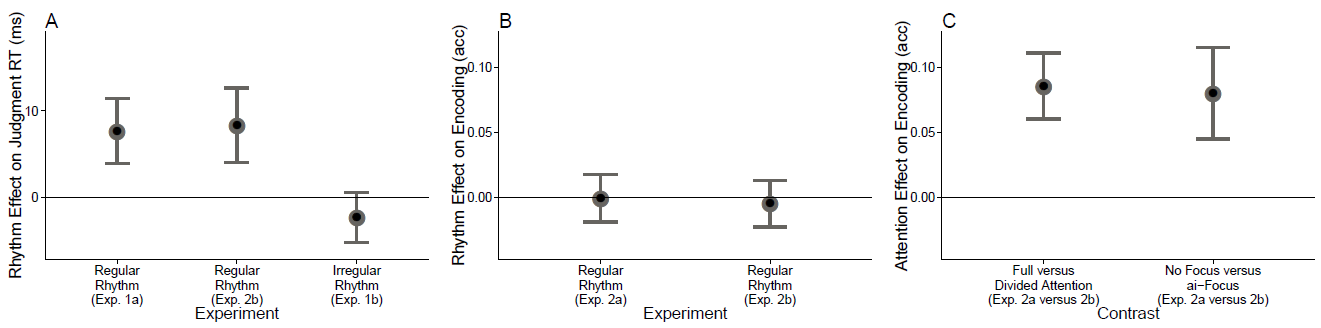 A
Rhythm Effect on Judgment RT (ms)
10
0
Regular
Rhythm
(Exp. 1a)
Regular
Rhythm
(Exp. 2b)
Irregular
Rhythm
(Exp. 1b)
Experiment
B
Rhythm Effect on Encoding (acc)
0.10
0.05
0.00
Regular
Rhythm
(Exp. 2a)
Regular
Rhythm
(Exp. 2b)
Experiment
C
Attention Effect on Encoding (acc)
0.10
0.05
0.00
Full versus
Divided Attention
(Exp. 2a versus 2b)
No Focus versus
ai−Focus
(Exp. 2a versus 2b)
Contrast